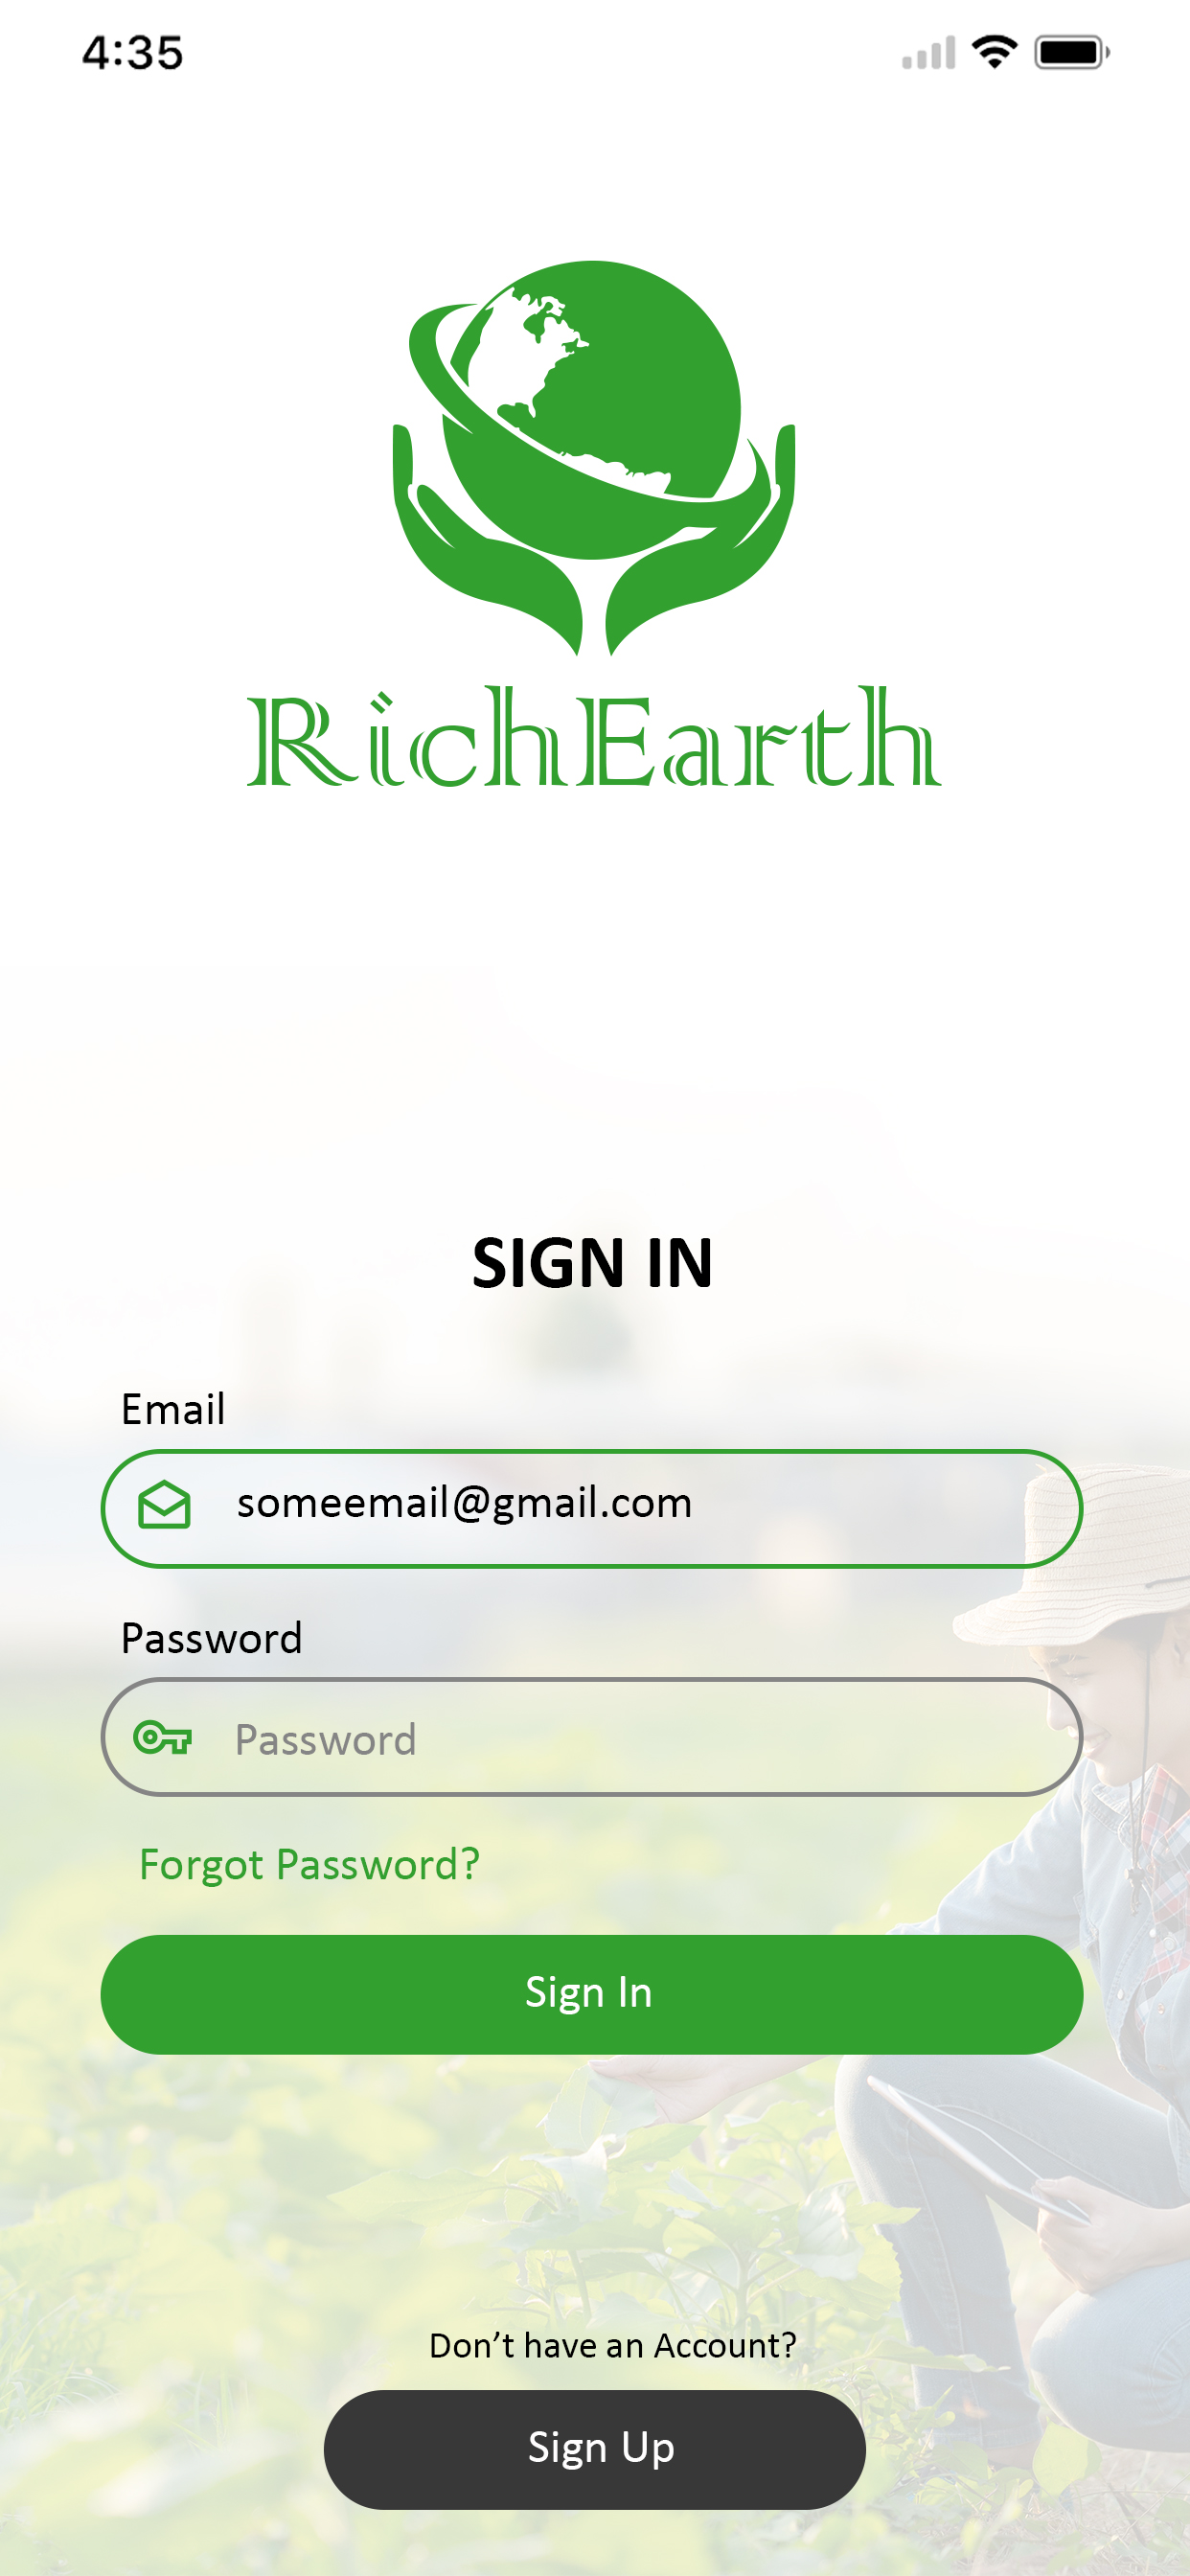 4:35
RichEarth
SIGN IN
Email
someemail@gmail.com
Password
Password
Forgot Password?
Sign In
Don’t have an Account?
Sign Up